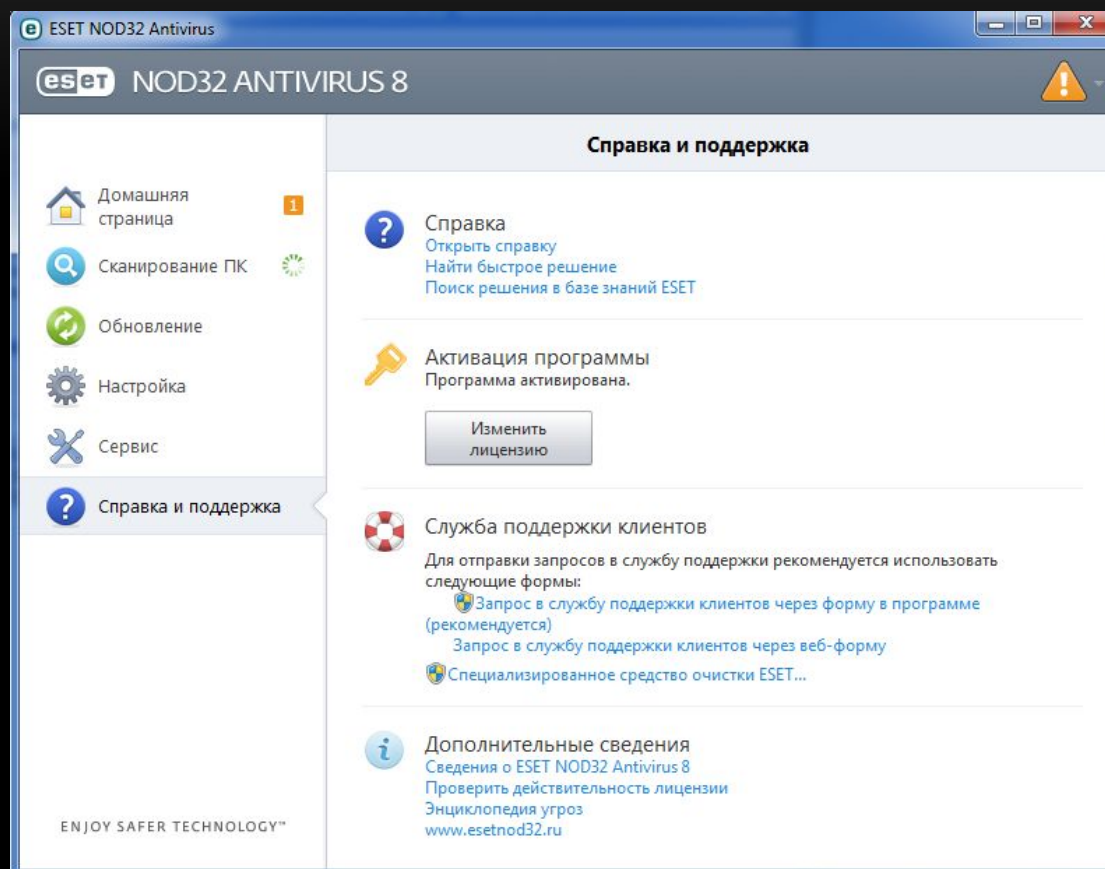 ESET NOD32 Antivirus
eset NOD32 ANTIVIRUS 8
Справка и поддержка
Домашняя
страница
1
Сканирование ПК
Обновление
Настройка
Сервис
Справка и поддержка
ENJOY SAFER TECHNOLOGY™
Справка
Открыть справку
Найти быстрое решение
Поиск решения в базе знаний ESET
Активация программы
Программа активирована.
Изменить
лицензию
Служба поддержки клиентов
Для отправки запросов в службу поддержки рекомендуется использовать
следующие формы:
Запрос в службу поддержки клиентов через форму в программе
(рекомендуется)
Запрос в службу поддержки клиентов через веб-форму
Специализированное средство очистки ESET...
Дополнительные сведения
Сведения о ESET NOD32 Antivirus 8
Проверить действительность лицензии
Энциклопедия угроз
www.esetnod32.ru